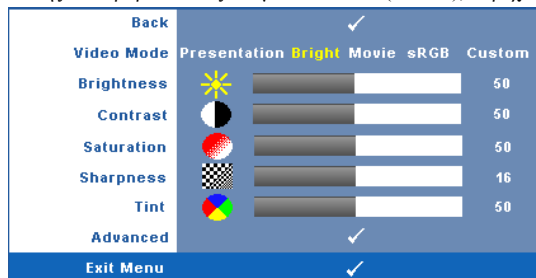 Back
Video Mode Presentation Bright Movie sRGB Custom
Brightness 50
Contrast 50
Saturation 50
Sharpness 16
Tint 50
Advanced
Exit Menu